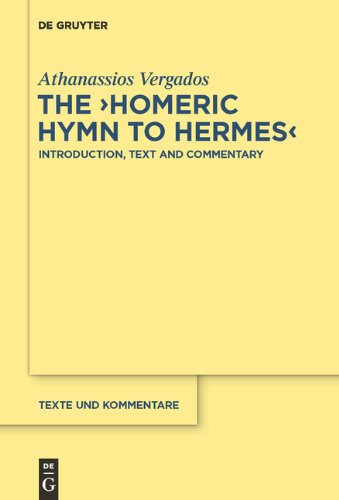 DE GRUYTER
Athanassios Vergados
THE ›HOMERIC
HYMN TO HERMES‹
INTRODUCTION, TEXT AND COMMENTARY
TEXTE UND KOMMENTARE
DE
G